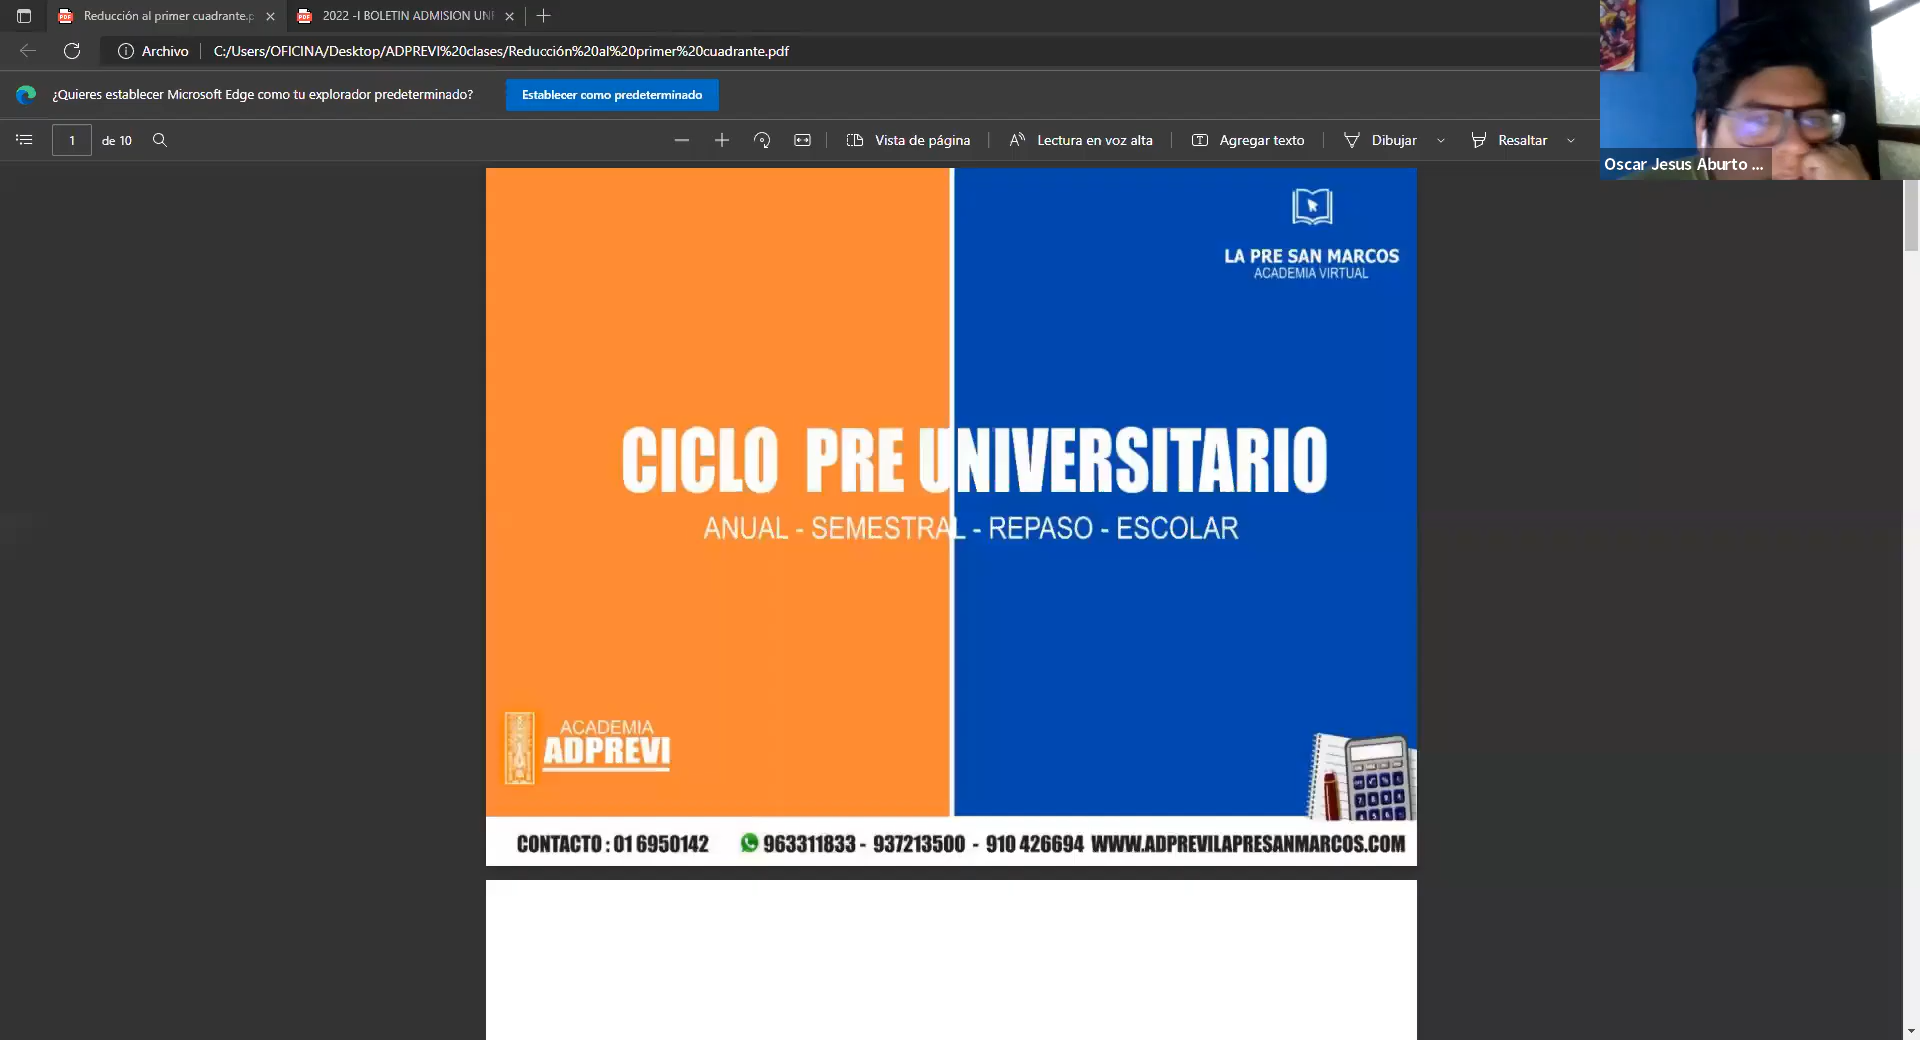 Reducción al primer cuadrante.p
2022 -I BOLETIN ADMISION UNF
Archivo
C:/Users/OFICINA/Desktop/ADPREVI%20clases/Reducción%20al%20primer%20cuadrante.pdf
¿Quieres establecer Microsoft Edge como tu explorador predeterminado?
Establecer como predeterminado
1 de 10
Vista de página
Lectura en voz alta
Agregar texto
Dibujar
Resaltar
Oscar Jesus Aburto ...
LA PRE SAN MARCOS
ACADEMIA VIRTUAL
CICLO PRE UNIVERSITARIO
ANUAL - SEMESTRAL - REPASO - ESCOLAR
ACADEMIA
ADPREVI
CONTACTO : 01 6950142 963311833 - 937213500 - 910 426694 WWW.ADPREVILAPRESANMARCOS.COM